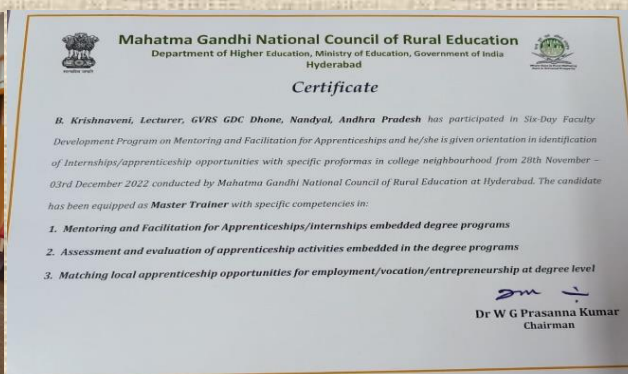 Mahatma Gandhi National Council of Rural Education
Department of Higher Education, Ministry of Education, Government of India
Hyderabad
Certificate
B. Krishnaveni, Lecturer, GVRS GDC Dhone, Nandyal, Andhra Pradesh has participated in Six-Day Faculty
Development Program on Mentoring and Facilitation for Apprenticeships and he/she is given orientation in identification
of Internships/apprenticeship opportunities with specific proformas in college neighbourhood from 28th November –
03rd December 2022 conducted by Mahatma Gandhi National Council of Rural Education at Hyderabad. The candidate
has been equipped as Master Trainer with specific competencies in:
1. Mentoring and Facilitation for Apprenticeships/internships embedded degree programs
2. Assessment and evaluation of apprenticeship activities embedded in the degree programs
3. Matching local apprenticeship opportunities for employment/vocation/entrepreneurship at degree level
Dr W G Prasanna Kumar
Chairman